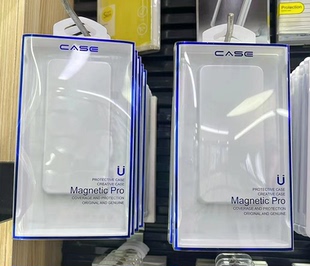 CASE
U
PROTECTIVE CASE
CREATIVE CASE
Magnetic Pro
COVERAGE AND PROTECTION
ORIGINAL AND GENUINE
CASE
U
PROTECTIVE CASE
CREATIVE CASE
Magnetic Pro
COVERAGE AND PROTECTION
ORIGINAL AND GENUINE
Protection